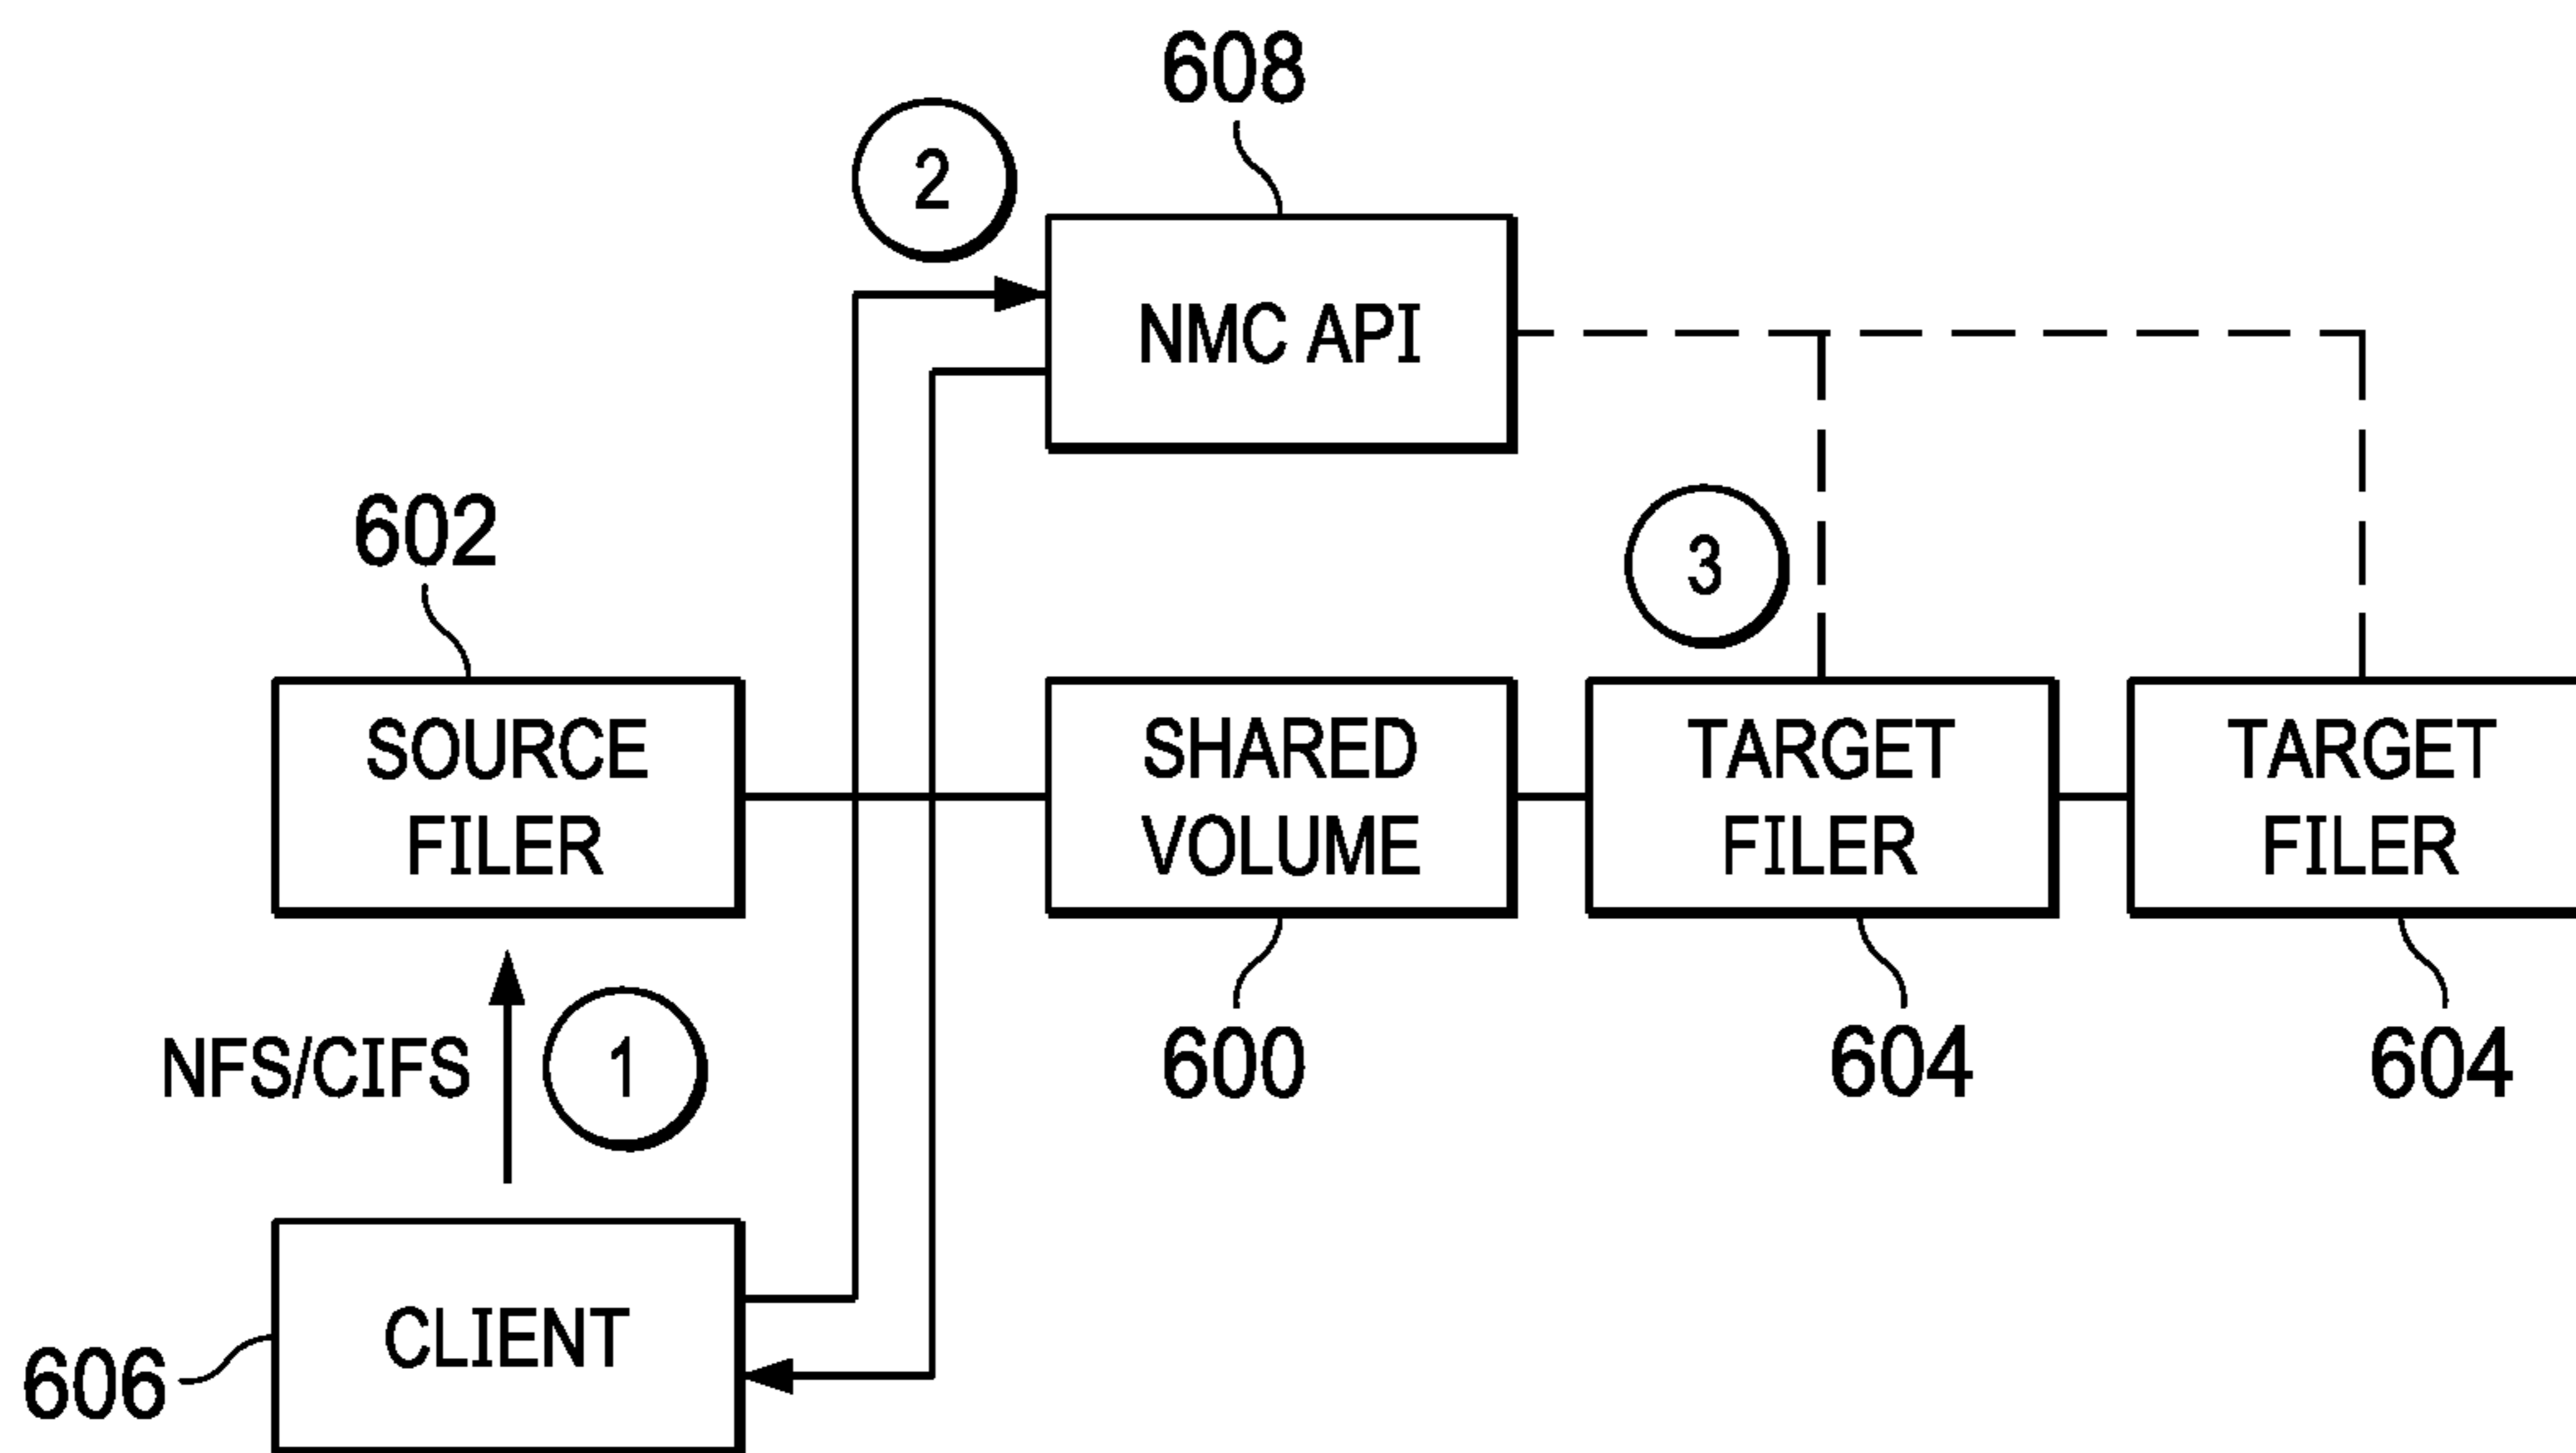 608
2
NMC API
602
3
SOURCE
FILER
SHARED
VOLUME
TARGET
FILER
TARGET
FILER
NFS/CIFS
1
600
604
604
CLIENT
606